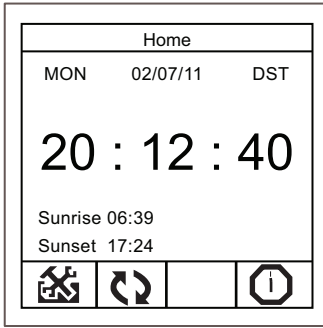 Home
MON 02/07/11 DST
20 : 12 : 40
Sunrise 06:39
Sunset 17:24
i